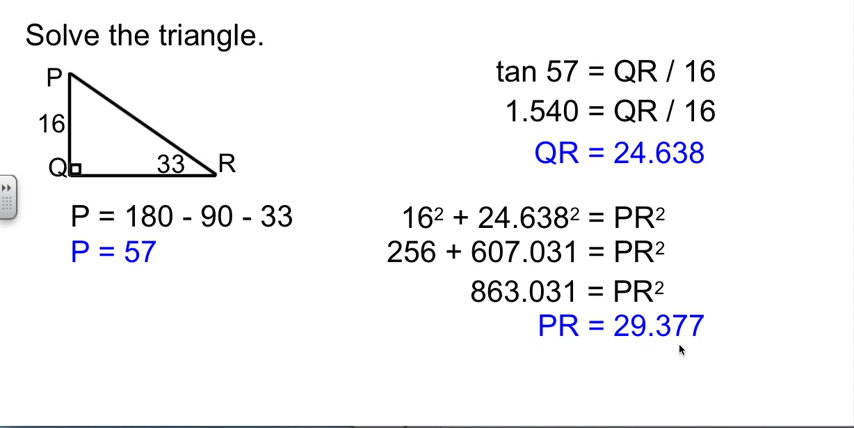 Solve the triangle.
P
16
Q
33
R
P = 180 - 90 - 33
P = 57
tan 57 = QR / 16
1.540 = QR / 16
QR = 24.638
16² + 24.638² = PR²
256 + 607.031 = PR²
863.031 = PR²
PR = 29.377